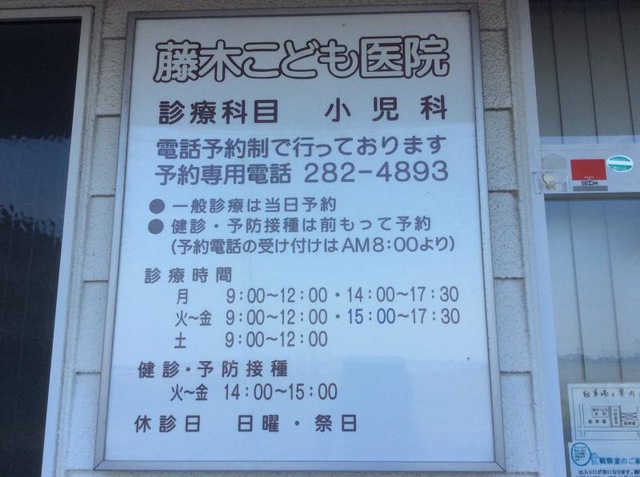 藤木こども医院
診療科目　小児科
電話予約制で行っております
予約専用電話 282-4893
● 一般診療は当日予約
● 健診・予防接種は前もって予約
(予約電話の受け付けはAM8:00より)
診療時間
月 9:00～12:00・14:00～17:30
火～金 9:00～12:00・15:00～17:30
土 9:00～12:00
健診・予防接種
火～金 14:00～15:00
休診日　日曜・祭日
SECOM